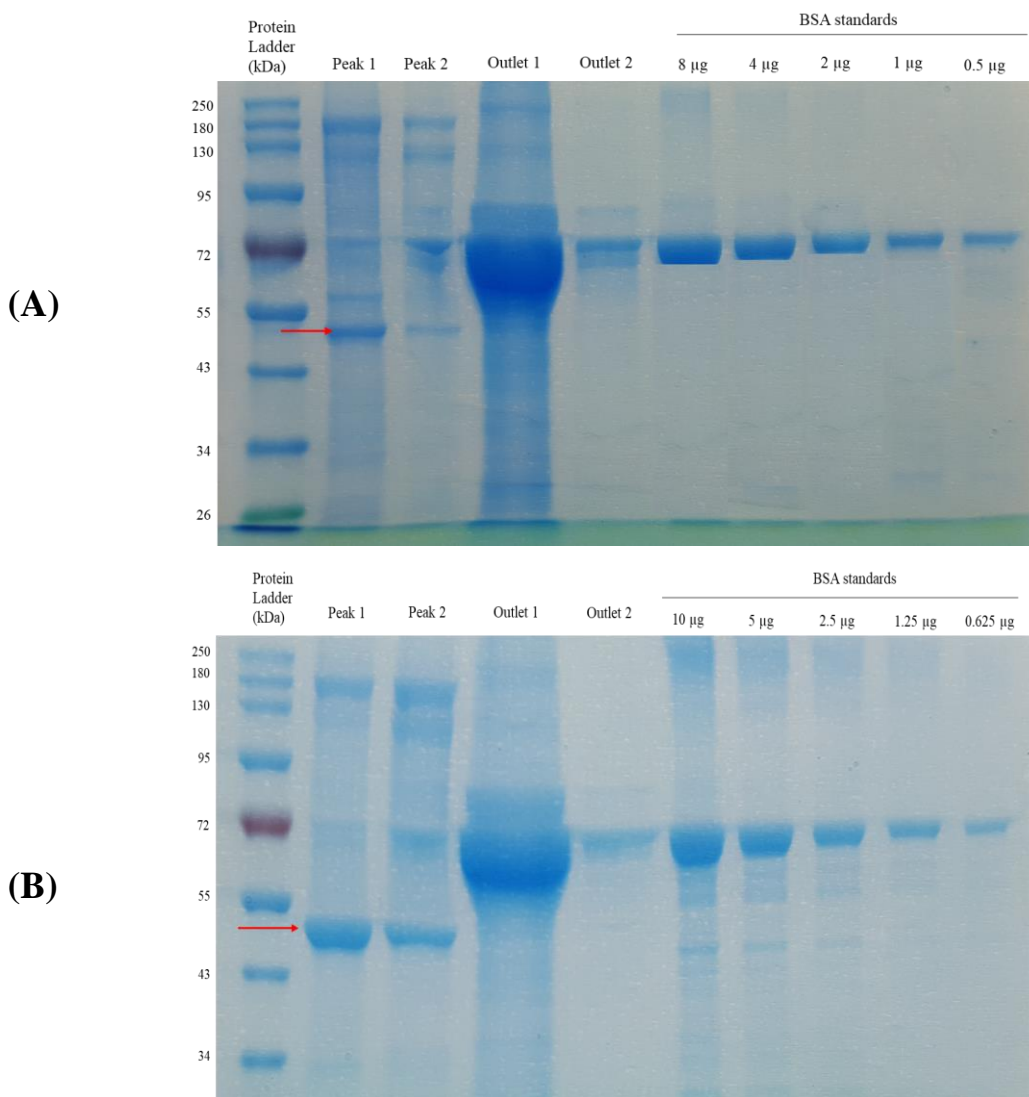 BSA standards
Protein
Ladder
(kDa)
Peak 1
Peak 2
Outlet 1
Outlet 2
8 µg
4 µg
2 µg
1 µg
0.5 µg
250
180
130
95
72
55
43
34
26
(A)
BSA standards
Protein
Ladder
(kDa)
Peak 1
Peak 2
Outlet 1
Outlet 2
10 µg
5 µg
2.5 µg
1.25 µg
0.625 µg
250
180
130
95
72
55
43
34
(B)